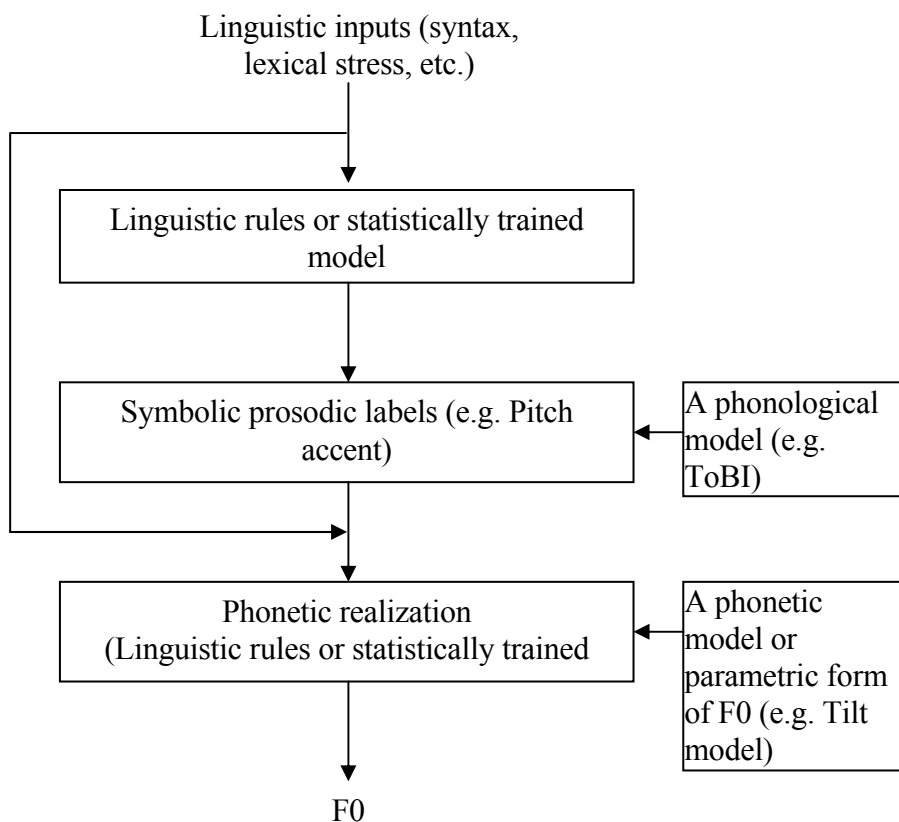 Linguistic inputs (syntax,
lexical stress, etc.)
Linguistic rules or statistically trained
model
Symbolic prosodic labels (e.g. Pitch
accent)
A phonological
model (e.g.
ToBI)
Phonetic realization
(Linguistic rules or statistically trained
A phonetic
model or
parametric form
of F0 (e.g. Tilt
model)
F0